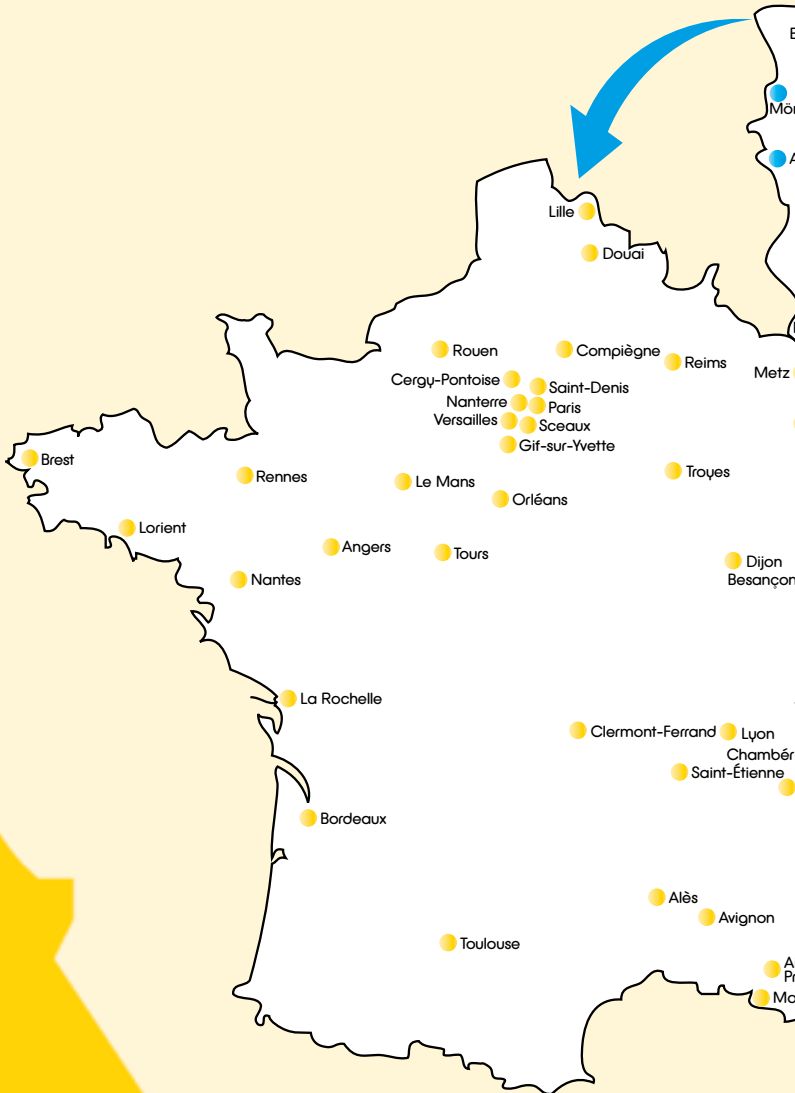 Lille
Douai
Rouen
Compiègne
Reims
Metz
Cergy-Pontoise
Saint-Denis
Nanterre
Paris
Versailles
Sceaux
Gif-sur-Yvette
Brest
Rennes
Le Mans
Troyes
Orléans
Lorient
Angers
Tours
Dijon
Nantes
Besançon
La Rochelle
Clermont-Ferrand
Lyon
Chambér
Saint-Étienne
Bordeaux
Alès
Avignon
Toulouse